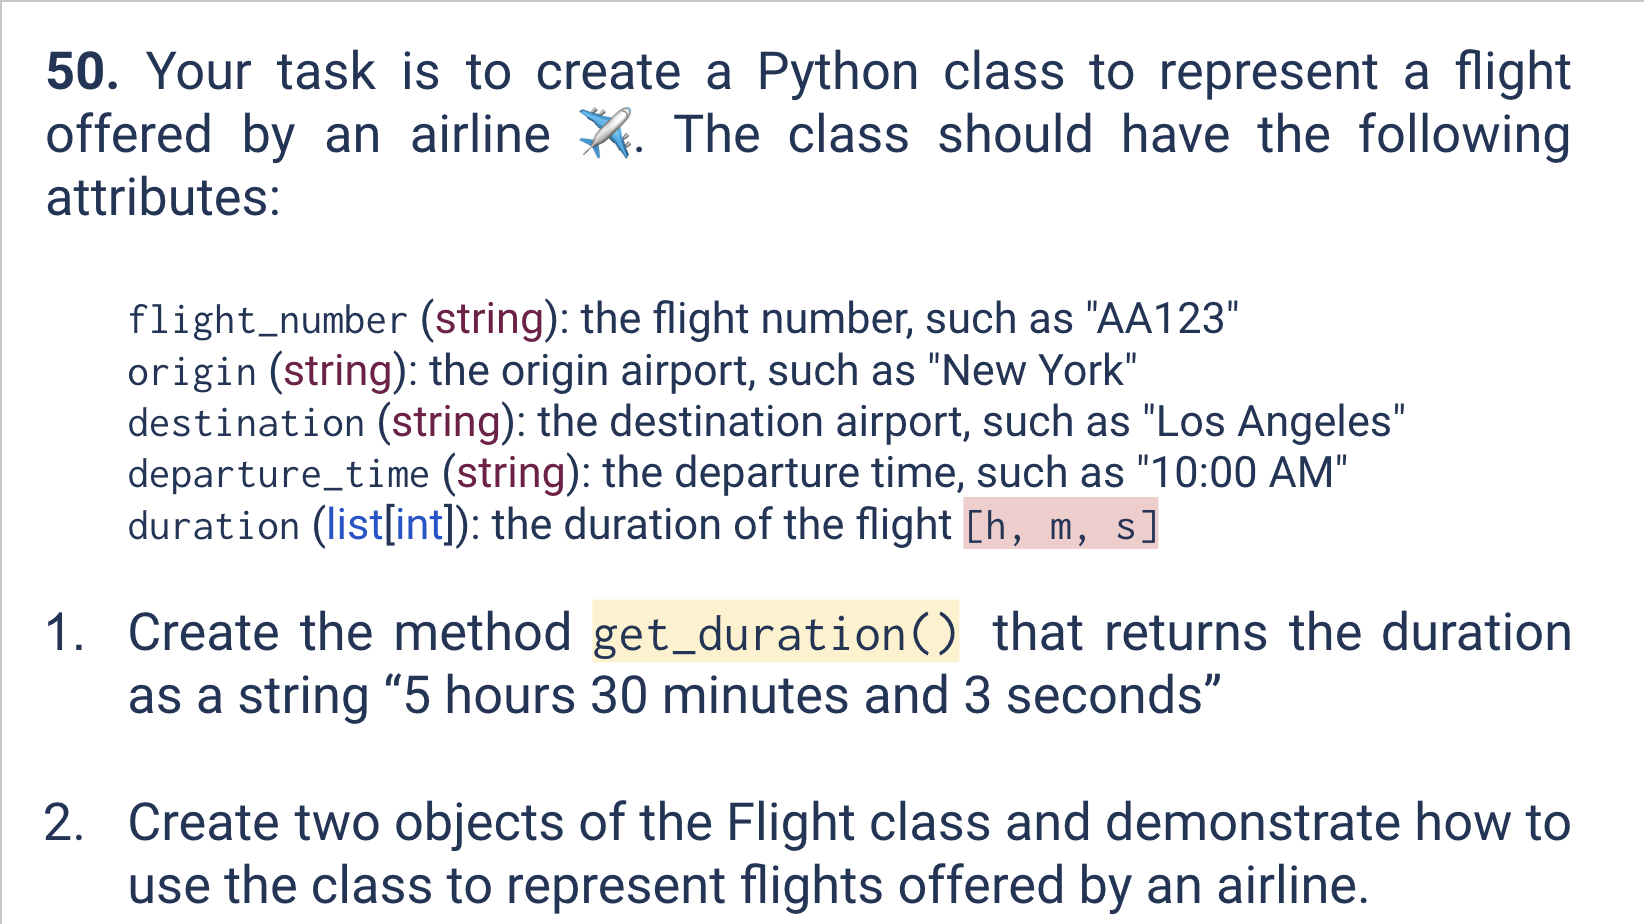 50. Your task is to create a Python class to represent a flight
offered by an airline ✈️. The class should have the following
attributes:
flight_number (string): the flight number, such as "AA123"
origin (string): the origin airport, such as "New York"
destination (string): the destination airport, such as "Los Angeles"
departure_time (string): the departure time, such as "10:00 AM"
duration (list[int]): the duration of the flight [h, m, s]
1. Create the method get_duration() that returns the duration
as a string “5 hours 30 minutes and 3 seconds”
2. Create two objects of the Flight class and demonstrate how to
use the class to represent flights offered by an airline.